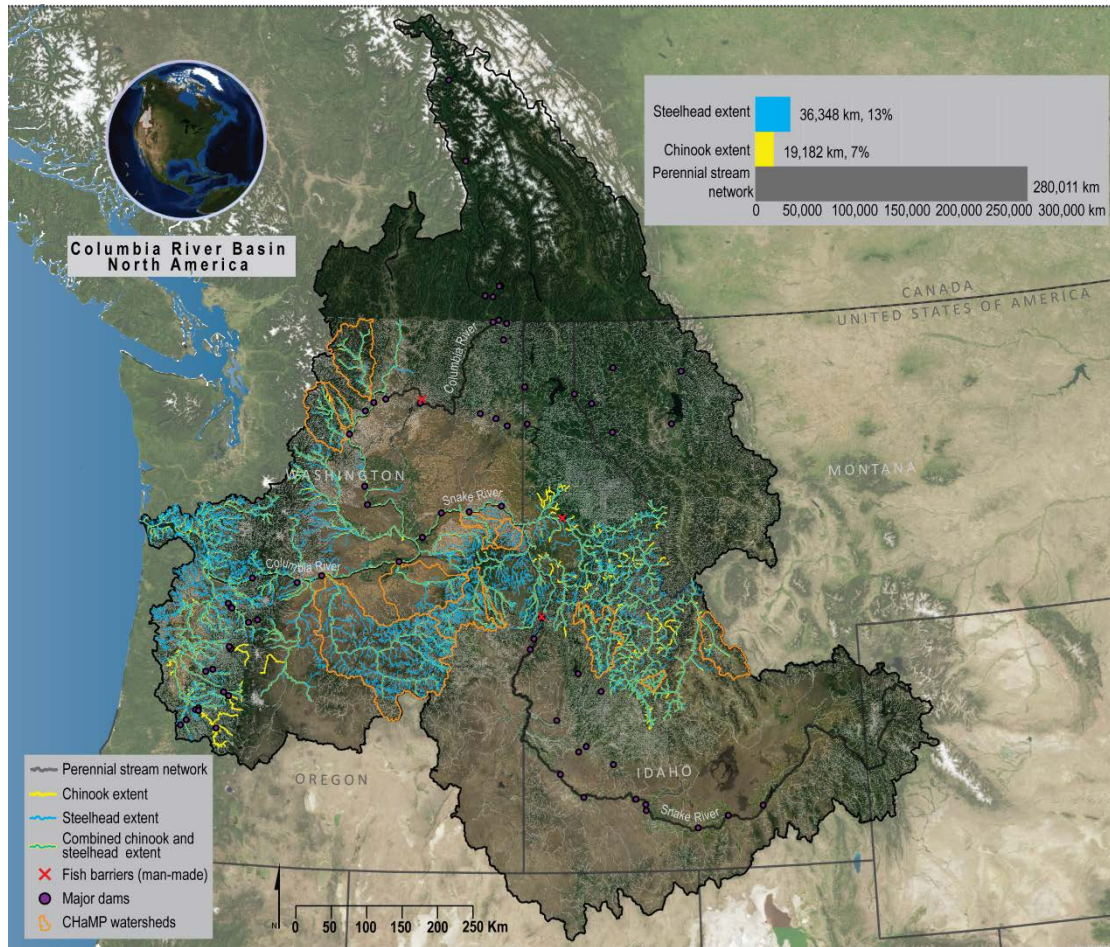 Columbia River Basin
North America
Steelhead extent
36,348 km, 13%
Chinook extent
19,182 km, 7%
Perennial stream
network
280,011 km
0 50,000 100,000 150,000 200,000 250,000 300,000 km
CANADA
UNITED STATES OF AMERICA
Columbia River
WASHINGTON
MONTANA
Snake River
Columbia River
OREGON
IDAHO
Snake River
Perennial stream network
Chinook extent
Steelhead extent
Combined chinook and
steelhead extent
Fish barriers (man-made)
Major dams
CHaMP watersheds
N
0 50 100 150 200 250 Km